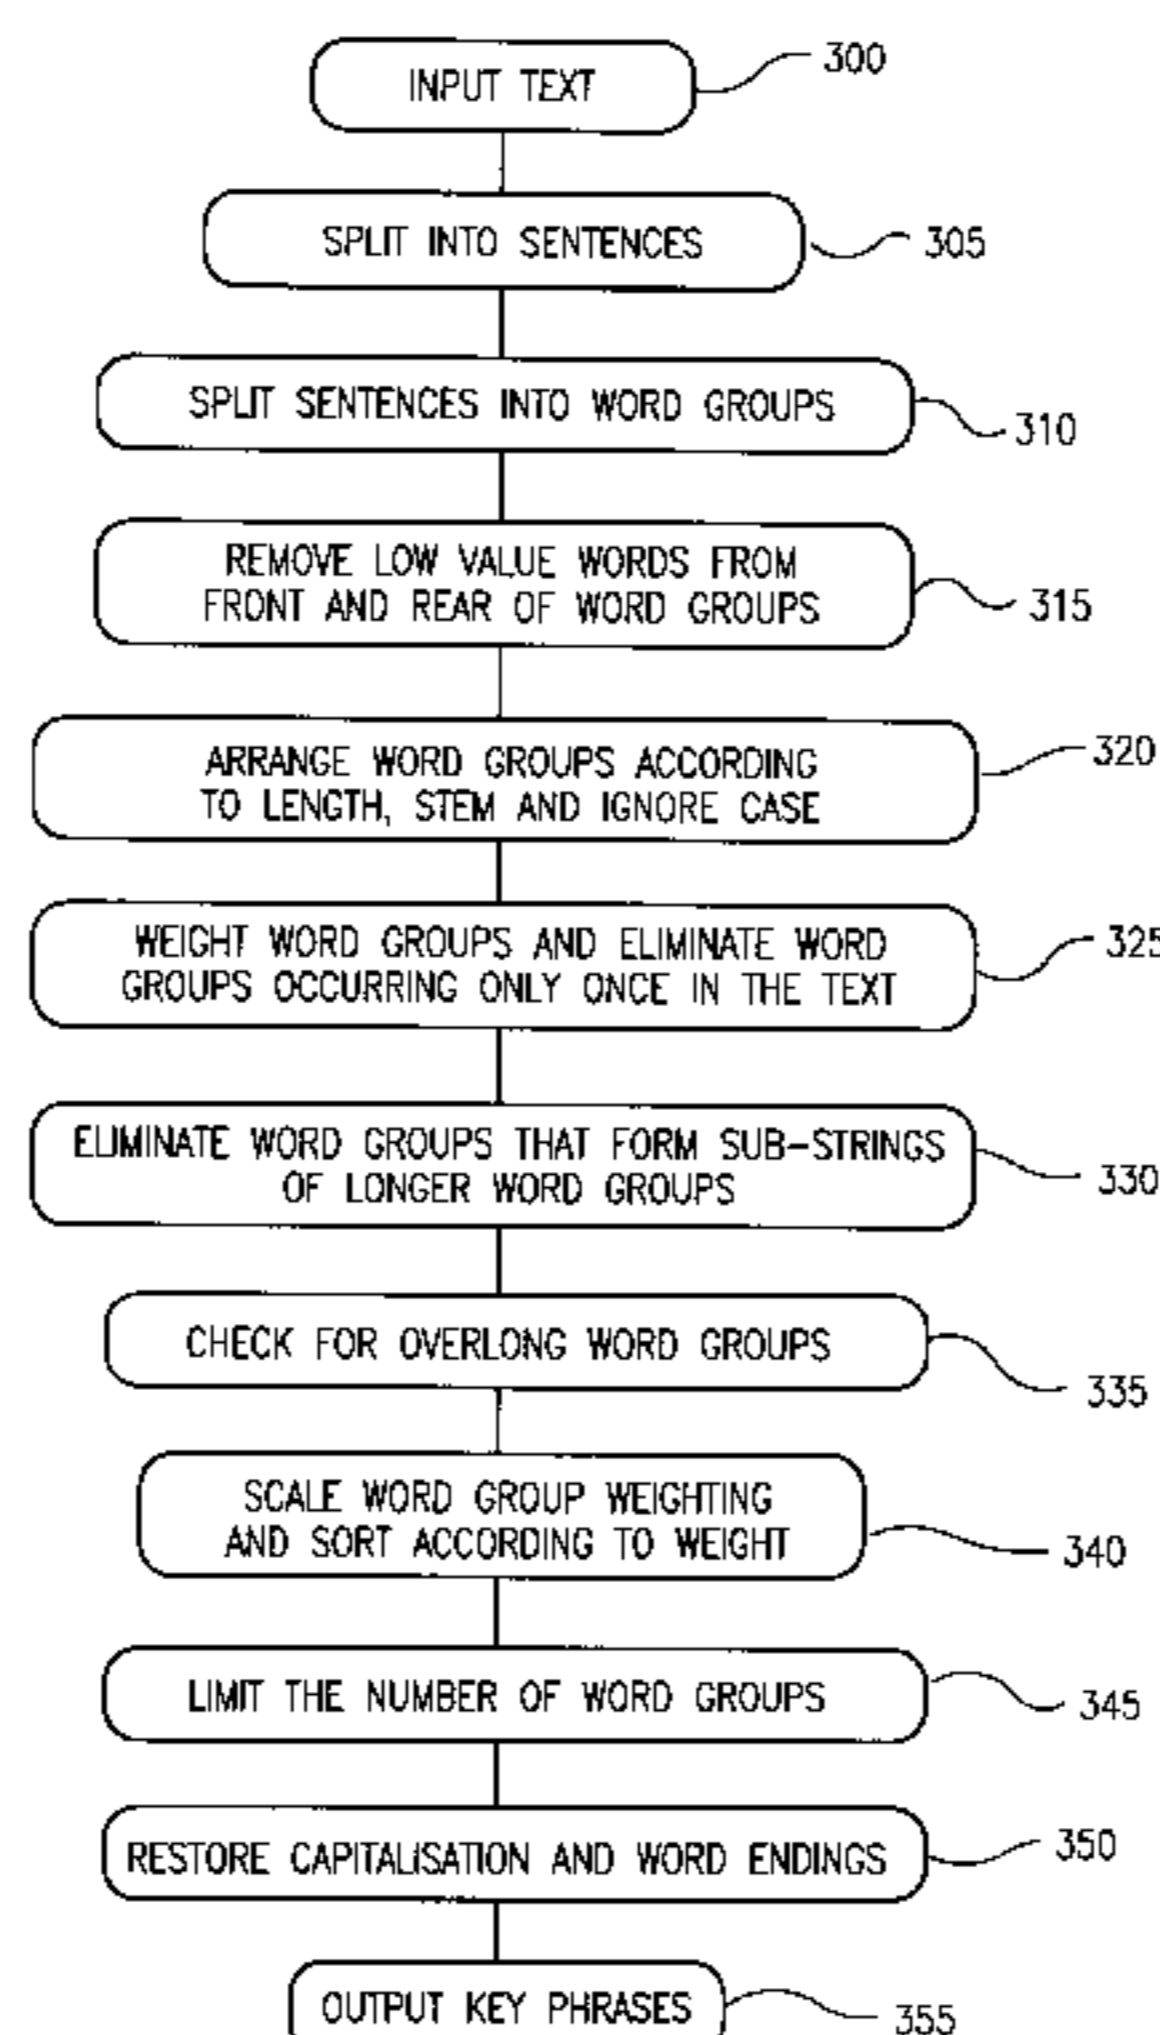 INPUT TEXT
300
SPLIT INTO SENTENCES
305
SPLIT SENTENCES INTO WORD GROUPS
310
REMOVE LOW VALUE WORDS FROM
FRONT AND REAR OF WORD GROUPS
315
ARRANGE WORD GROUPS ACCORDING
TO LENGTH, STEM AND IGNORE CASE
320
WEIGHT WORD GROUPS AND ELIMINATE WORD
GROUPS OCCURRING ONLY ONCE IN THE TEXT
325
ELIMINATE WORD GROUPS THAT FORM SUB-STRINGS
OF LONGER WORD GROUPS
330
CHECK FOR OVERLONG WORD GROUPS
335
SCALE WORD GROUP WEIGHTING
AND SORT ACCORDING TO WEIGHT
340
LIMIT THE NUMBER OF WORD GROUPS
345
RESTORE CAPITALISATION AND WORD ENDINGS
350
OUTPUT KEY PHRASES
355